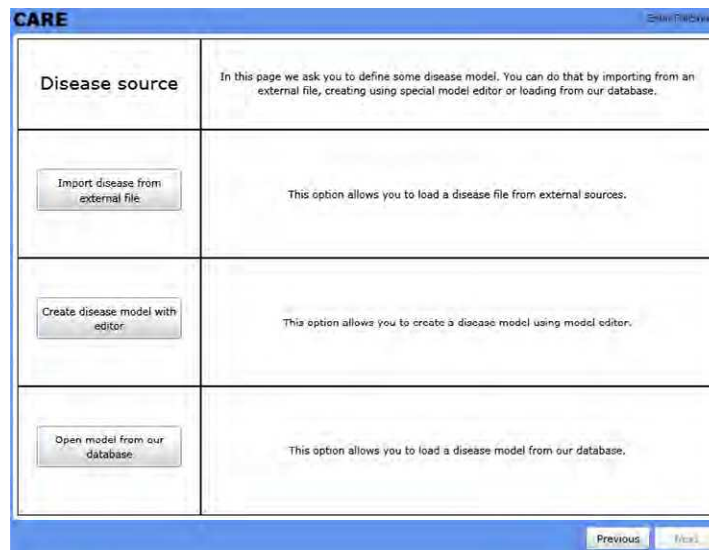 CARE
Disease source
In this page we ask you to define some disease model. You can do that by importing from an
external file, creating using special model editor or loading from our database.
Import disease from
external file
This option allows you to load a disease file from external sources.
Create disease model with
editor
This option allows you to create a disease model using model editor.
Open model from our
database
This option allows you to load a disease model from our database.
Previous
Next